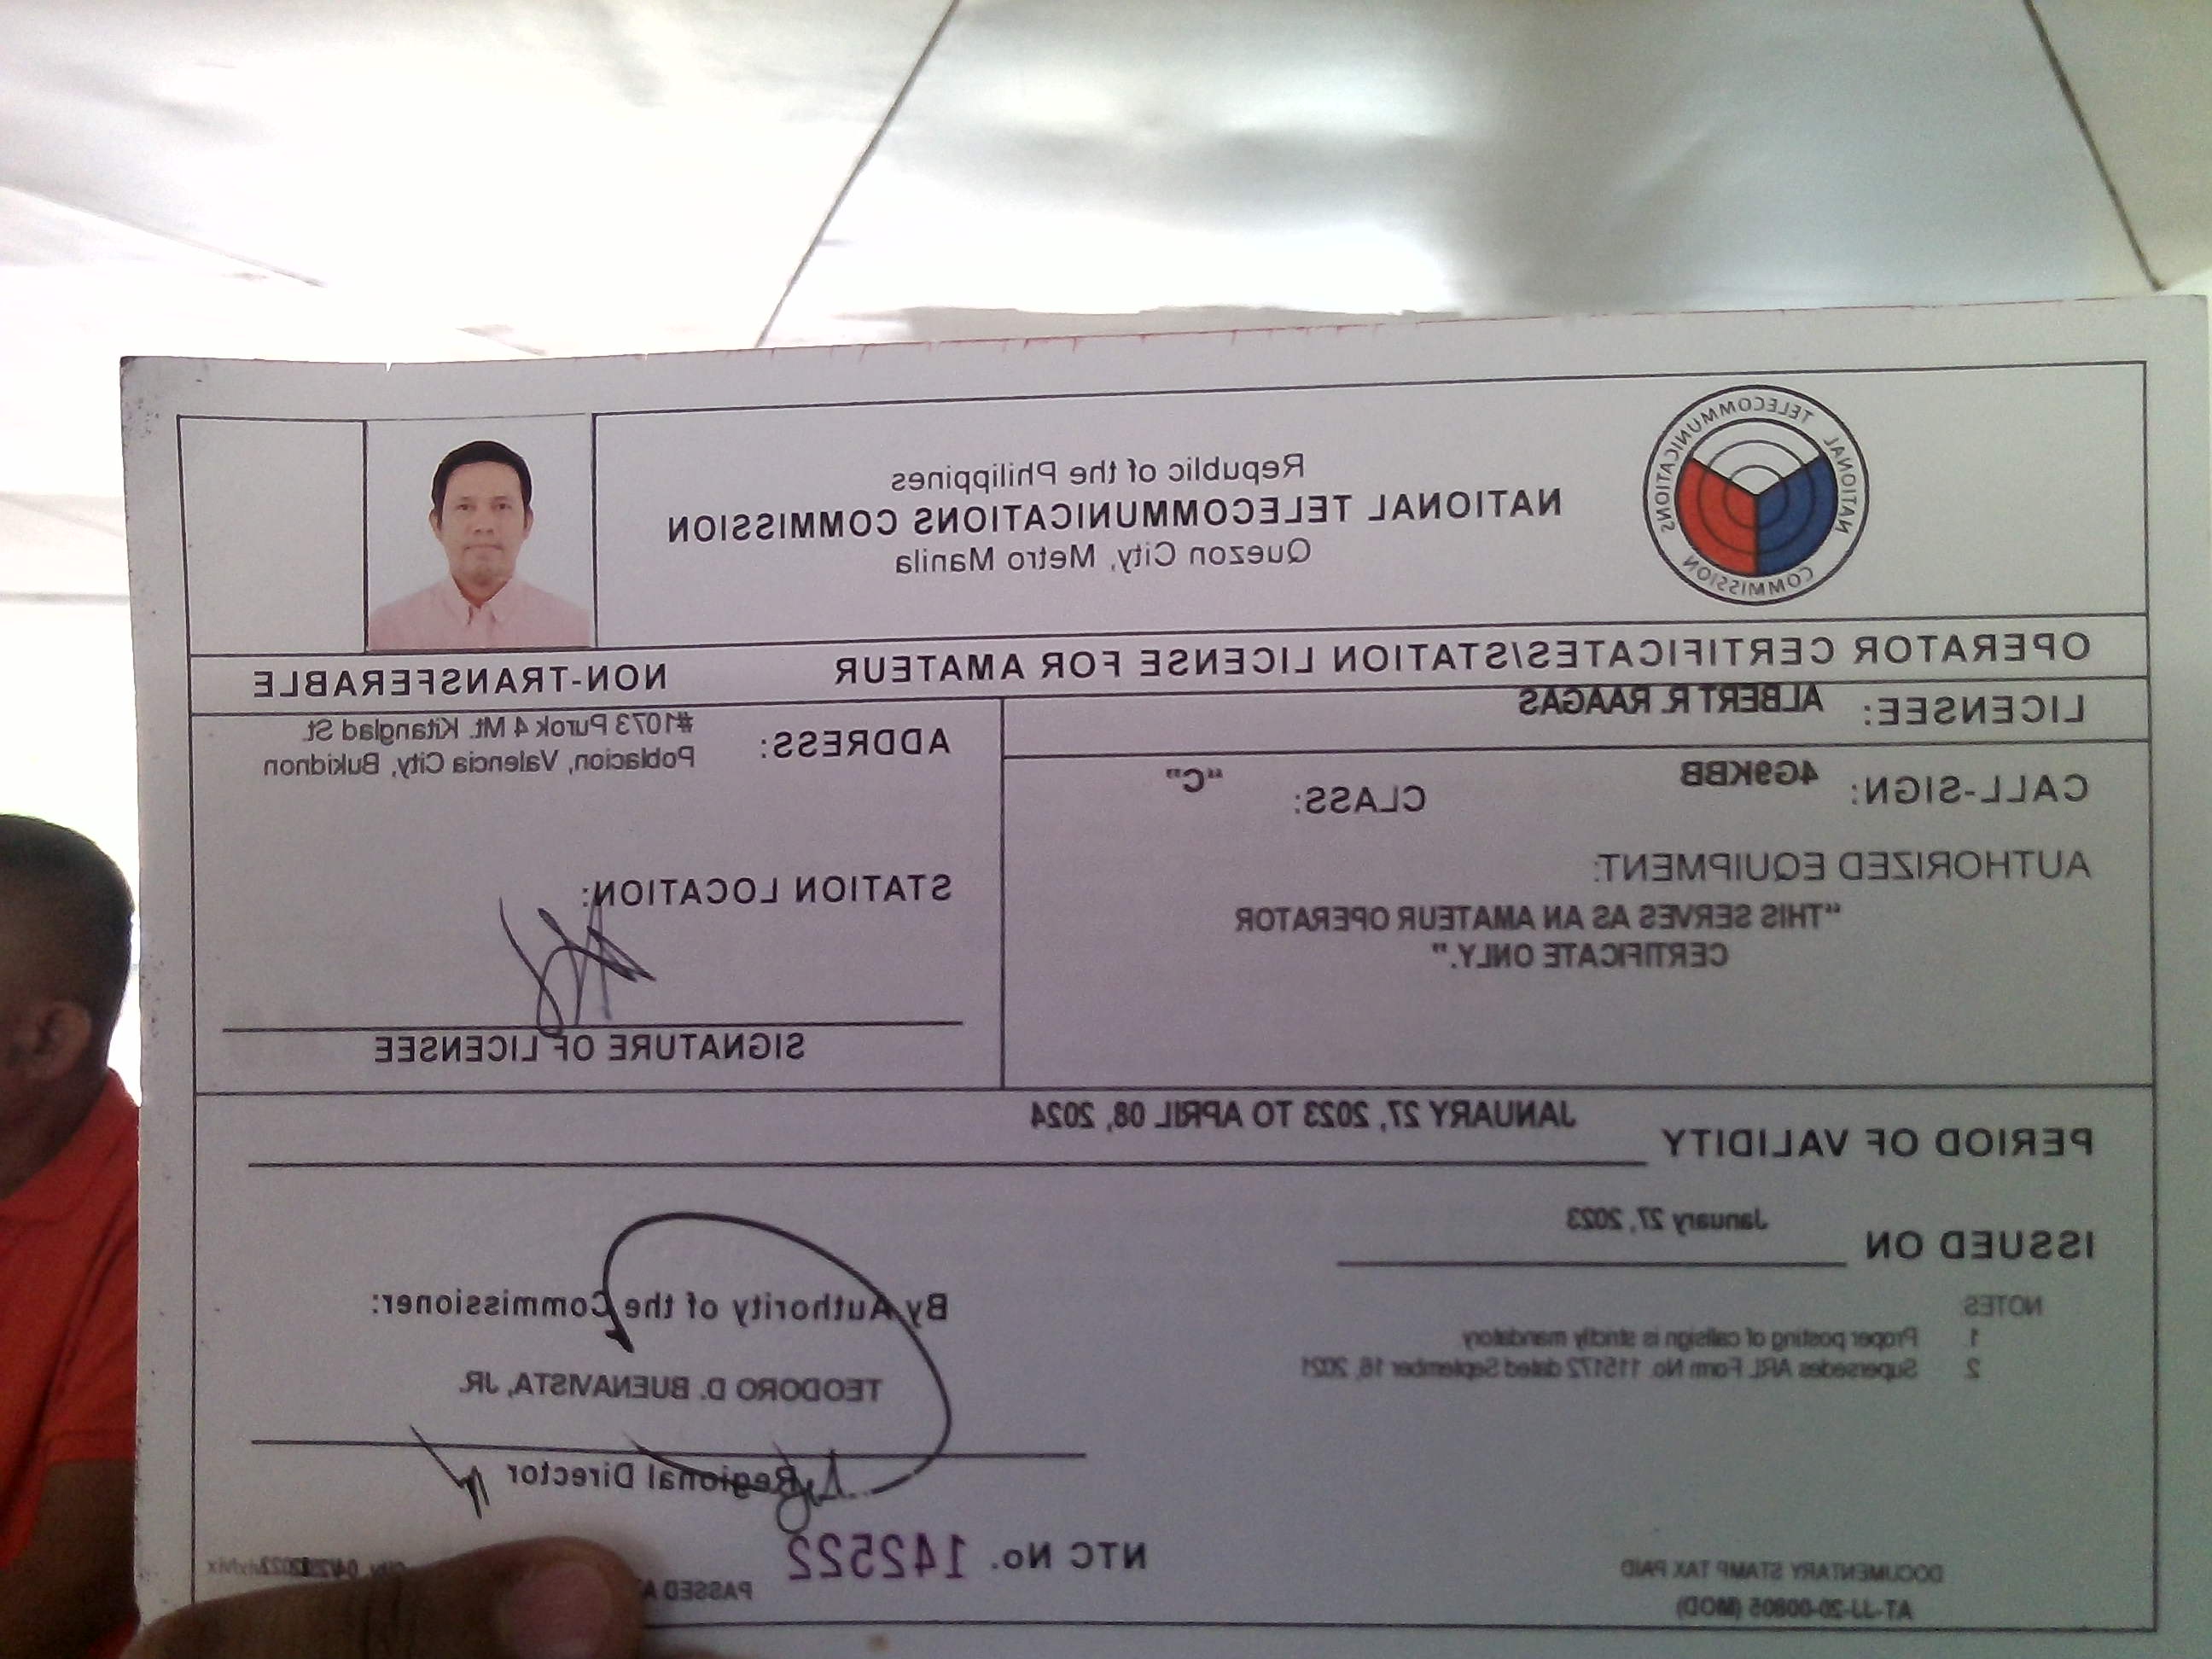 NATIONAL TELECOMMUNICATIONS COMMISSION
Republic of the Philippines
NATIONAL TELECOMMUNICATIONS COMMISSION
Quezon City, Metro Manila
OPERATOR CERTIFICATES/STATION LICENSE FOR AMATEUR NON-TRANSFERABLE
LICENSEE: ALBERT R. RAAGAS
CALL-SIGN: 4G9KBB CLASS: "C"
AUTHORIZED EQUIPMENT:
"THIS SERVES AS AN AMATEUR OPERATOR
CERTIFICATE ONLY."
ADDRESS: #1073 Purok 4 Mt. Kitanglad St.
Poblacion, Valencia City, Bukidnon
STATION LOCATION:
SIGNATURE OF LICENSEE
PERIOD OF VALIDITY JANUARY 27, 2023 TO APRIL 08, 2024
ISSUED ON January 27, 2023
NOTES
1 Proper posting of callsign is strictly mandatory
2 Supersedes ARL Form No. 115172 dated September 16, 2021
By Authority of the Commissioner:
TEODORO D. BUENAVISTA, JR.
Regional Director
NTC No. 142522
DOCUMENTARY STAMP TAX PAID
AT-LL-20-00805 (MOD)
PASSED